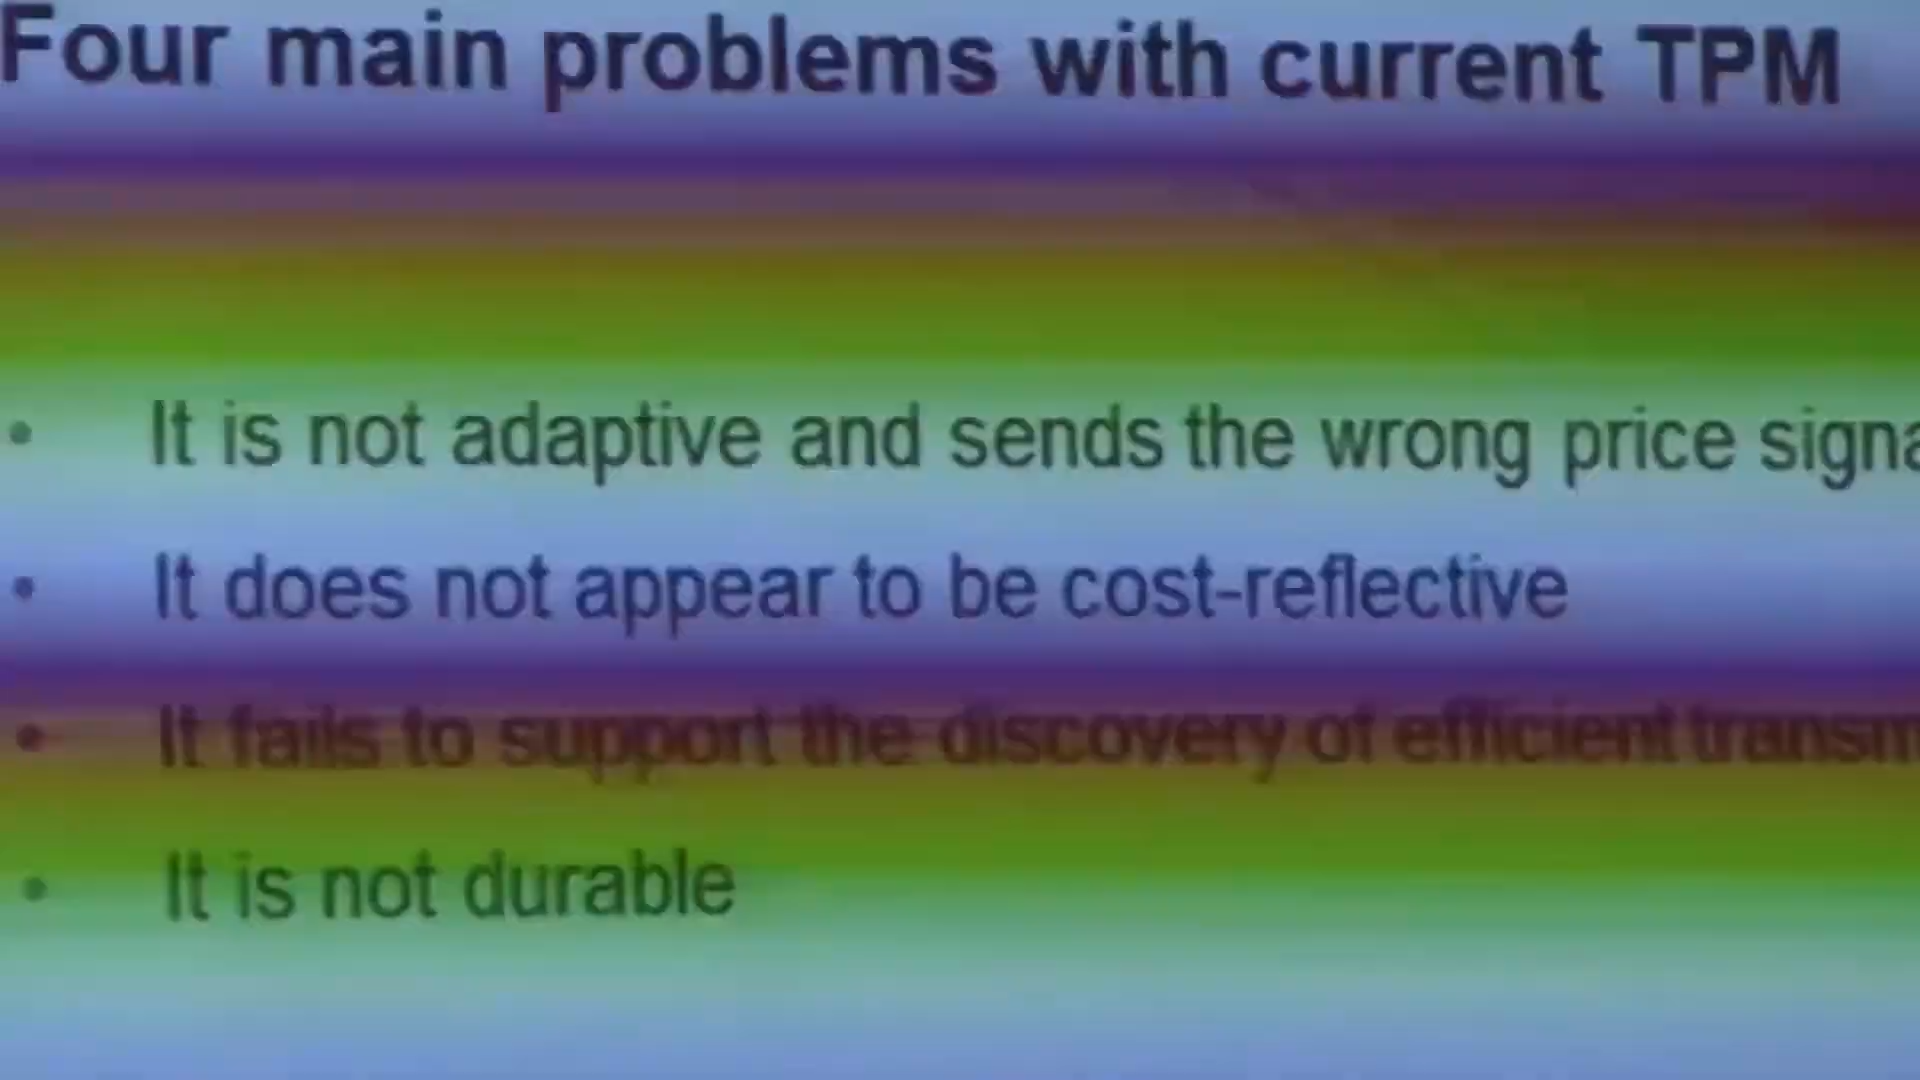 Four main problems with current TPM
• It is not adaptive and sends the wrong price signa
• It does not appear to be cost-reflective
• It fails to support the discovery of efficient transm
• It is not durable